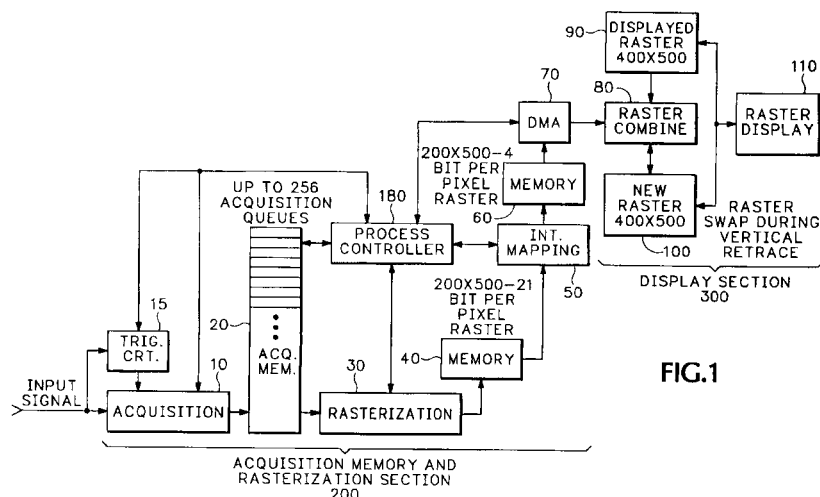 90
DISPLAYED
RASTER
400X500
110
RASTER
DISPLAY
80
RASTER
COMBINE
70
DMA
200X500-4
BIT PER
PIXEL
RASTER
MEMORY
60
NEW RASTER
400X500
100
RASTER
SWAP DURING
VERTICAL
RETRACE
DISPLAY SECTION
300
UP TO 256
ACQUISITION
QUEUES
180
PROCESS
CONTROLLER
INT.
MAPPING
50
200X500-21
BIT PER
PIXEL
RASTER
15
TRIG.
CRT.
20
ACQ.
MEM.
40
MEMORY
10
30
INPUT
SIGNAL
ACQUISITION
RASTERIZATION
FIG.1
ACQUISITION MEMORY AND
RASTERIZATION SECTION
200